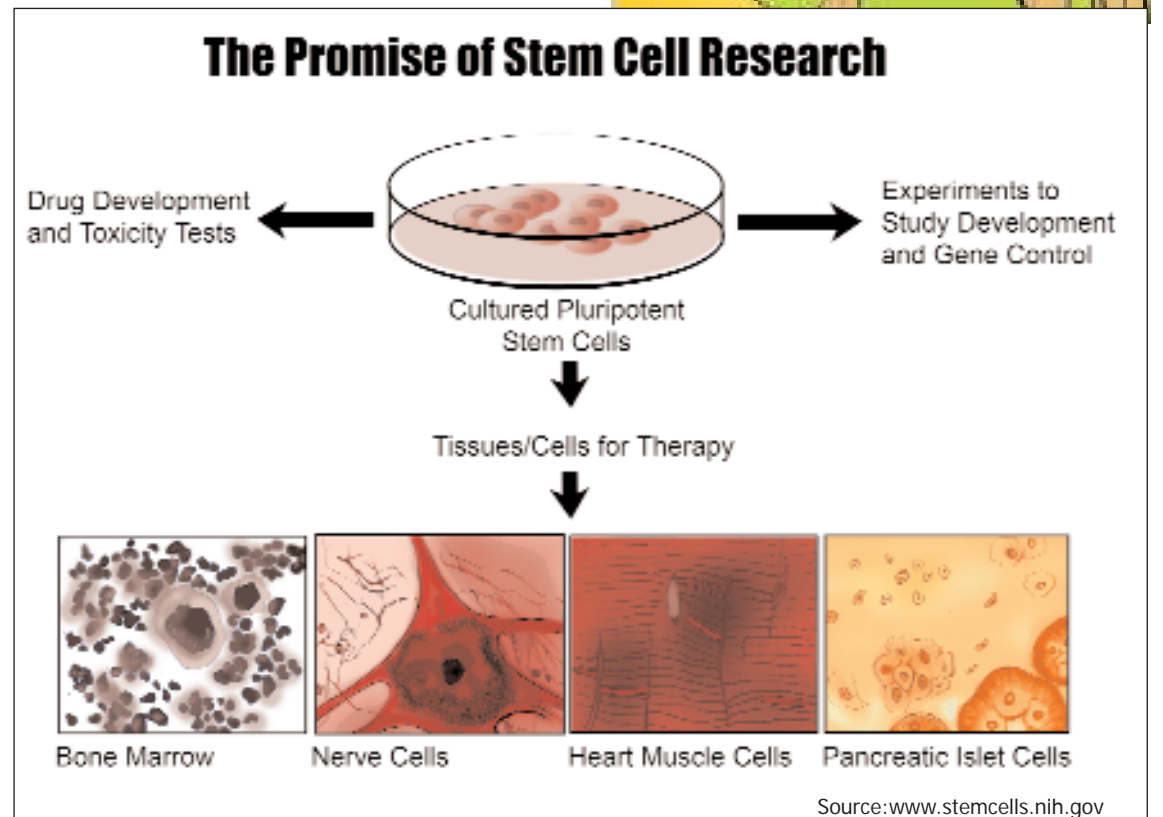 The Promise of Stem Cell Research
Drug Development
and Toxicity Tests
Experiments to
Study Development
and Gene Control
Cultured Pluripotent
Stem Cells
Tissues/Cells for Therapy
Bone Marrow
Nerve Cells
Heart Muscle Cells
Pancreatic Islet Cells
Source:www.stemcells.nih.gov